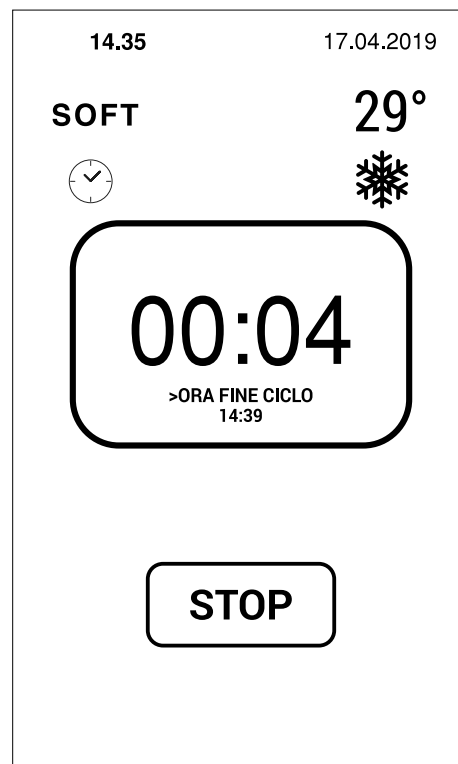 14.35 17.04.2019
SOFT 29°
00:04
>ORA FINE CICLO
14:39
STOP